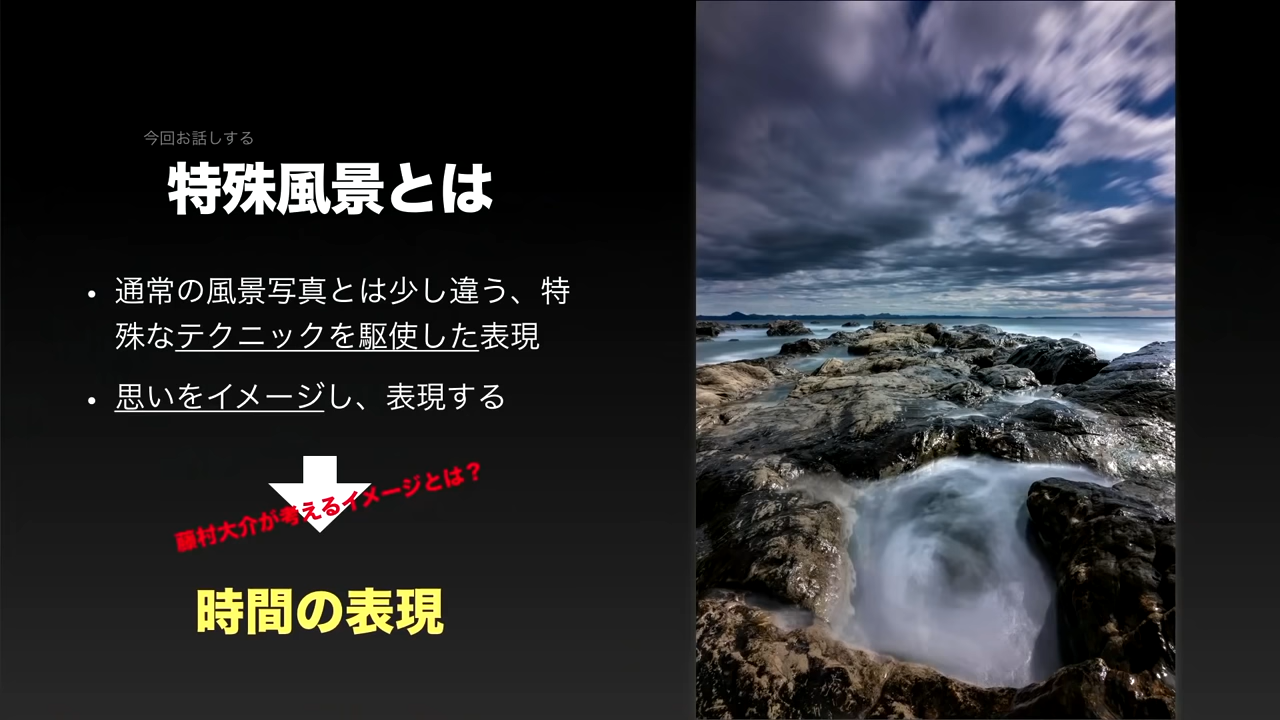 今回お話しする
特殊風景とは
• 通常の風景写真とは少し違う、特
殊なテクニックを駆使した表現
• 思いをイメージし、表現する
藤村大介が考えるイメージとは？
時間の表現